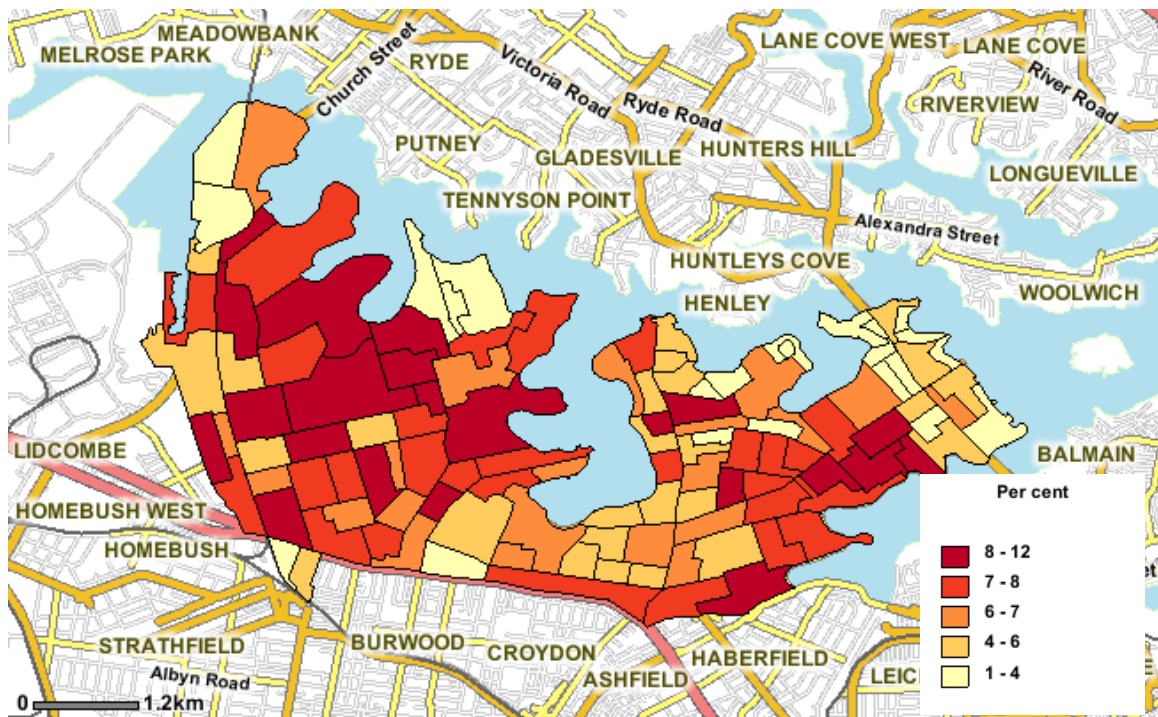 MEADOWBANK
MELROSE PARK
RYDE
Church Street
Victoria Road
Ryde Road
LANE COVE WEST
LANE COVE
River Road
RIVERVIEW
PUTNEY
GLADESVILLE
HUNTERS HILL
LONGUEVILLE
TENNYSON POINT
Alexandra Street
HUNTLEYS COVE
HENLEY
WOOLWICH
LIDCOMBE
BALMAIN
HOMEBUSH WEST
HOMEBUSH
STRATHFIELD
BURWOOD
CROYDON
HABERFIELD
ASHFIELD
LEIC
Albyn Road
0
1.2km
Per cent
8 - 12
7 - 8
6 - 7
4 - 6
1 - 4